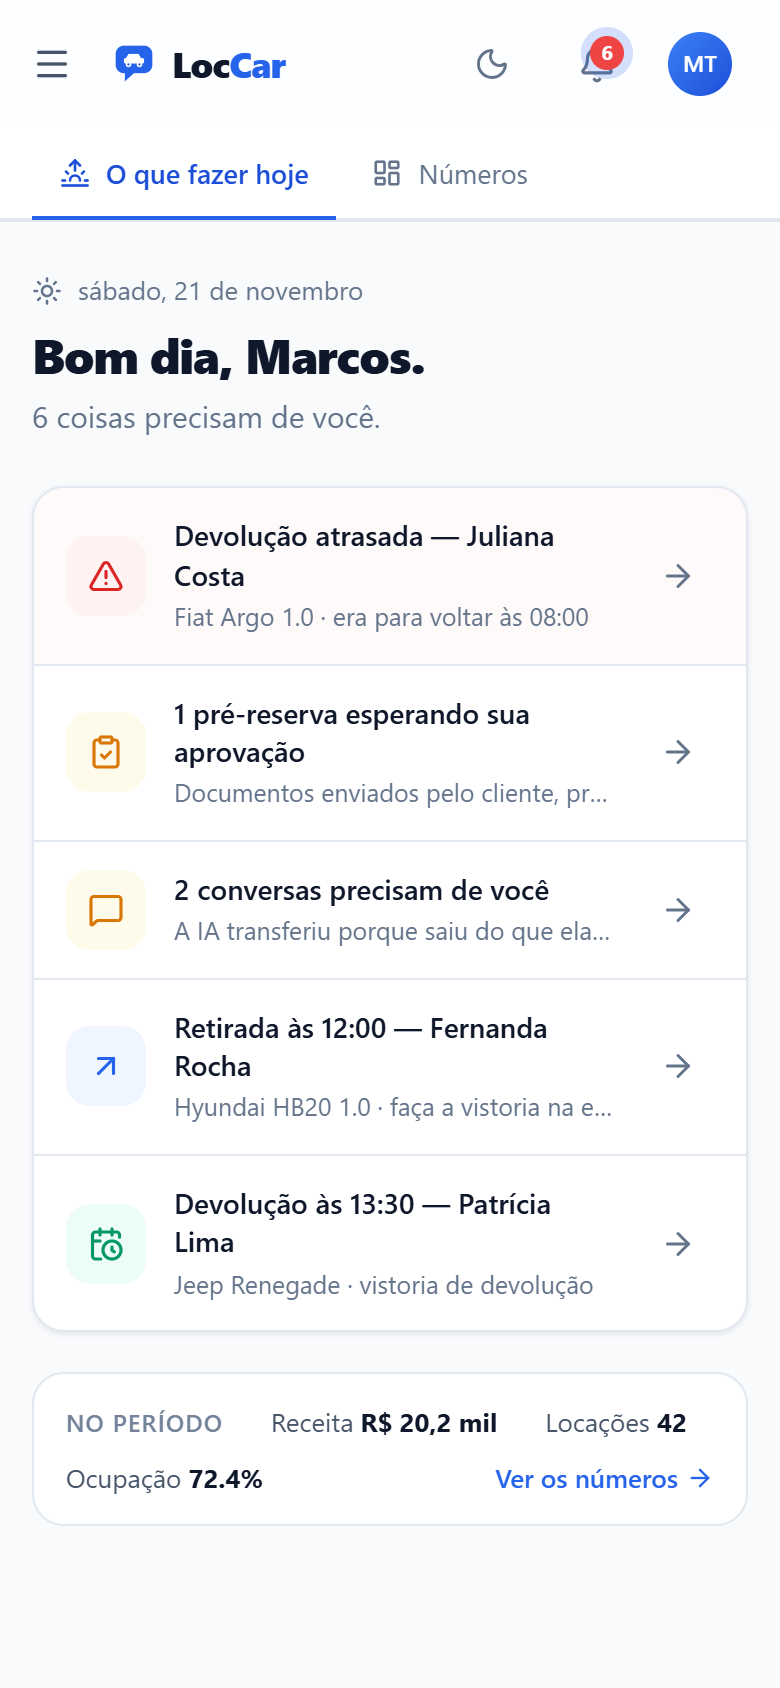 LocCar
6
MT
O que fazer hoje
Números
sábado, 21 de novembro
Bom dia, Marcos.
6 coisas precisam de você.
Devolução atrasada — Juliana
Costa
Fiat Argo 1.0 · era para voltar às 08:00
1 pré-reserva esperando sua
aprovação
Documentos enviados pelo cliente, pr...
2 conversas precisam de você
A IA transferiu porque saiu do que ela...
Retirada às 12:00 — Fernanda
Rocha
Hyundai HB20 1.0 · faça a vistoria na e...
Devolução às 13:30 — Patrícia
Lima
Jeep Renegade · vistoria de devolução
NO PERÍODO Receita R$ 20,2 mil Locações 42
Ocupação 72.4% Ver os números